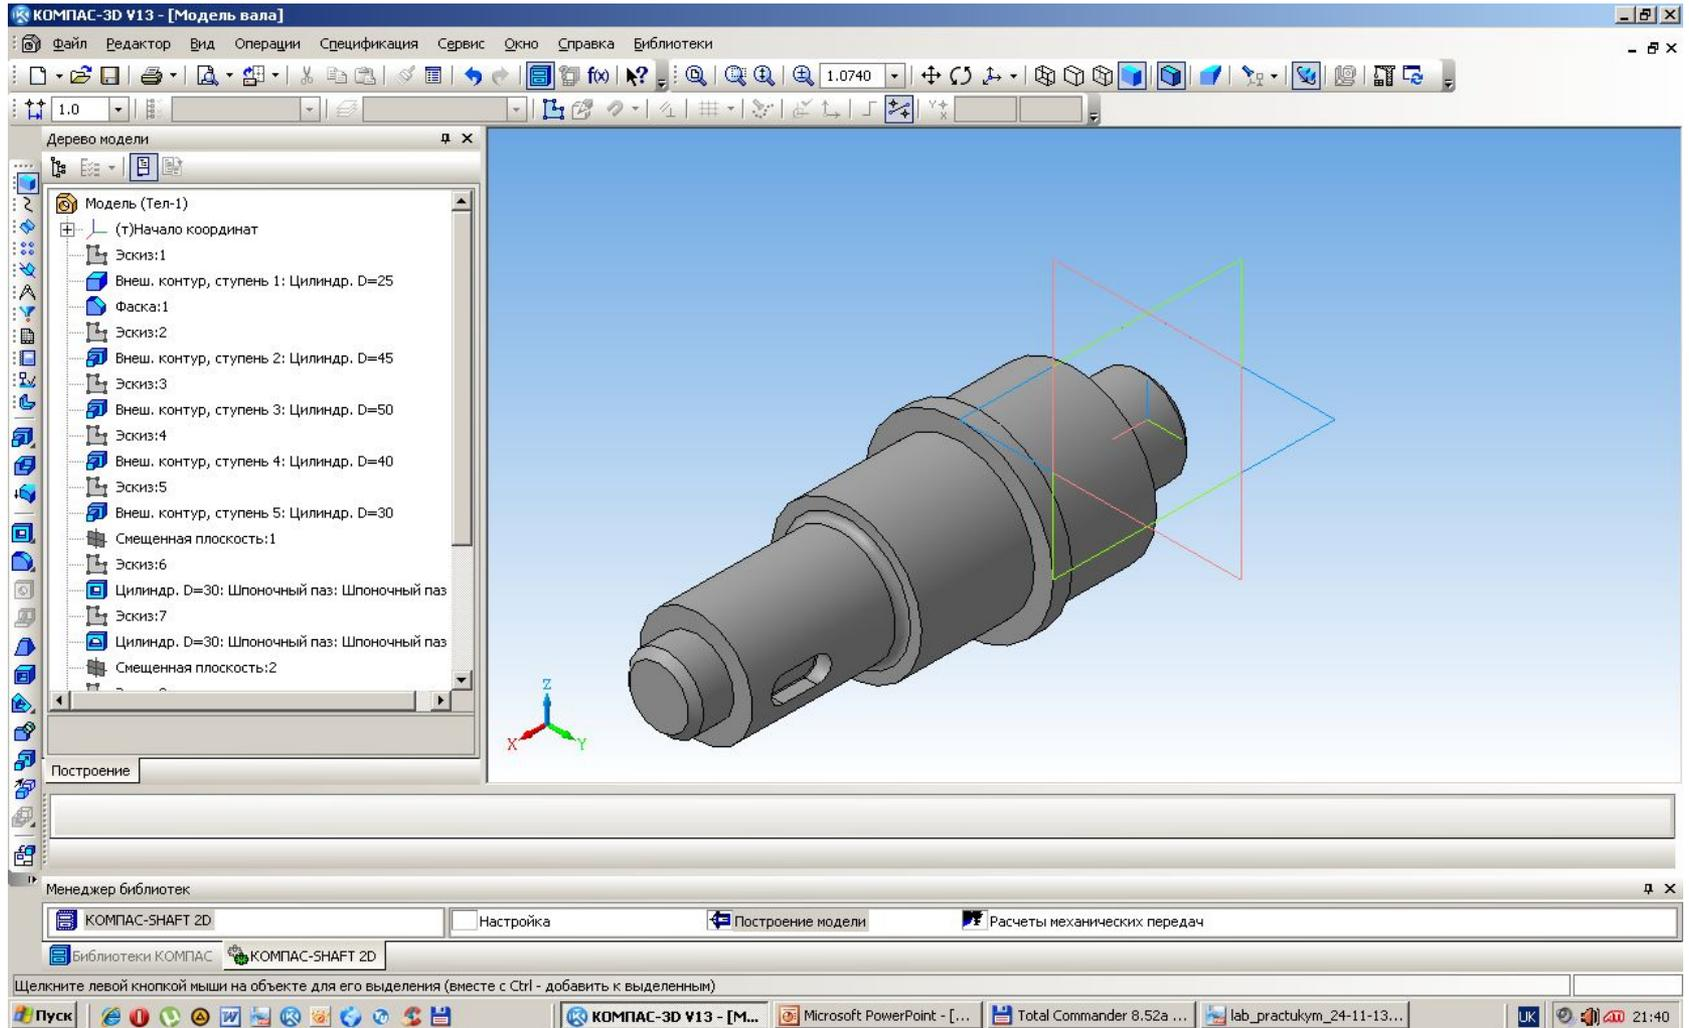 КОМПАС-3D V13 - [Модель вала]
Файл Редактор Вид Операции Спецификация Сервис Окно Справка Библиотеки
1.0740
1.0
Дерево модели
Модель (Тел-1)
(т)Начало координат
Эскиз:1
Внеш. контур, ступень 1: Цилиндр. D=25
Фаска:1
Эскиз:2
Внеш. контур, ступень 2: Цилиндр. D=45
Эскиз:3
Внеш. контур, ступень 3: Цилиндр. D=50
Эскиз:4
Внеш. контур, ступень 4: Цилиндр. D=40
Эскиз:5
Внеш. контур, ступень 5: Цилиндр. D=30
Смещенная плоскость:1
Эскиз:6
Цилиндр. D=30: Шпоночный паз: Шпоночный паз
Эскиз:7
Цилиндр. D=30: Шпоночный паз: Шпоночный паз
Смещенная плоскость:2
Z
X Y
Построение
Менеджер библиотек
КОМПАС-SHAFT 2D Настройка Построение модели Расчеты механических передач
Библиотеки КОМПАС КОМПАС-SHAFT 2D
Щелкните левой кнопкой мыши на объекте для его выделения (вместе с Ctrl - добавить к выделенным)
Пуск КОМПАС-3D V13 - [М... Microsoft PowerPoint - [... Total Commander 8.52a ... lab_practukym_24-11-13... UK 21:40